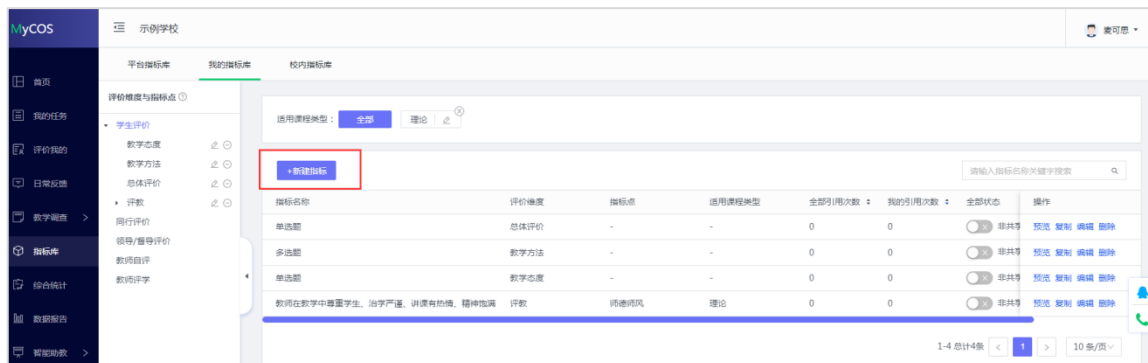 MyCOS
示例学校
麦可思
首页
我的任务
评价我的
日常反馈
教学调查
指标库
综合统计
数据报告
智能助教
平台指标库 我的指标库 校内指标库
评价维度与指标点
学生评价
教学态度
教学方法
总体评价
评教
同行评价
领导/督导评价
教师自评
教师评学
适用课程类型： 全部 理论
+新建指标
请输入指标名称关键字搜索
指标名称 评价维度 指标点 适用课程类型 全部引用次数 我的引用次数 全部状态 操作
单选题 总体评价 - - 0 0 非共享 预览 复制 编辑 删除
多选题 教学方法 - - 0 0 非共享 预览 复制 编辑 删除
单选题 教学态度 - - 0 0 非共享 预览 复制 编辑 删除
教师在教学中尊重学生，治学严谨，讲课有热情，精神饱满 评教 师德师风 理论 0 0 非共享 预览 复制 编辑 删除
1-4 总计4条 < 1 > 10 条/页